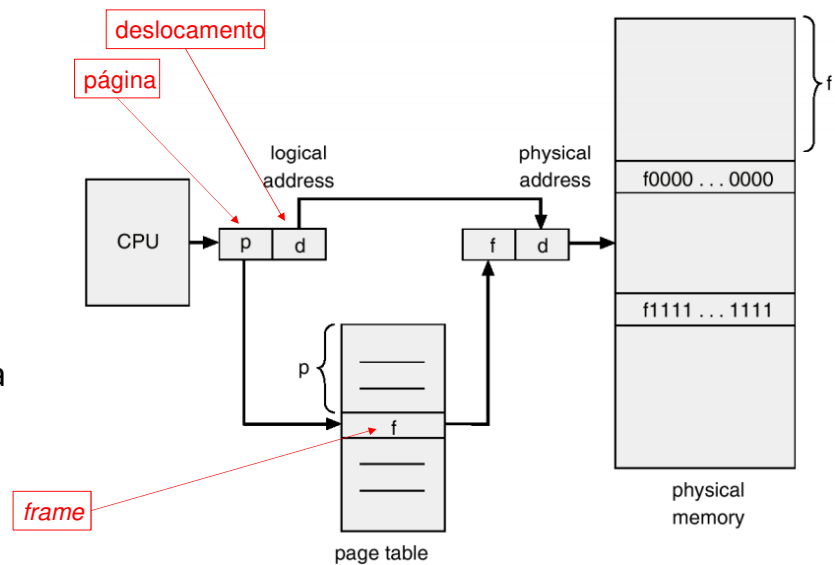 deslocamento
página
f
logical
address
physical
address
f0000 . . . 0000
CPU
p
d
f
d
f1111 . . . 1111
p
a
f
frame
physical
memory
page table